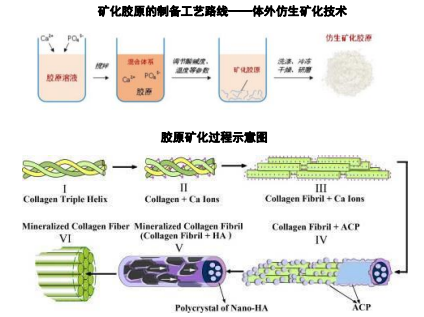 矿化胶原的制备工艺路线——体外仿生矿化技术
Ca²⁺ PO₄³⁻
胶原溶液
搅拌
混合体系
Ca²⁺ PO₄³⁻
胶原
调节酸碱度、
温度等参数
矿化胶原
洗涤、冷冻
干燥、研磨
仿生矿化胶原
胶原矿化过程示意图
I
Collagen Triple Helix
II
Collagen + Ca Ions
III
Collagen Fibril + Ca Ions
Mineralized Collagen Fiber
VI
Mineralized Collagen Fibril
(Collagen Fibril + HA )
V
Collagen Fibril + ACP
IV
Polycrystal of Nano-HA
ACP